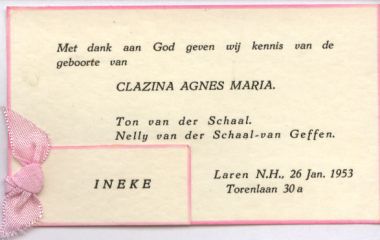 Met dank aan God geven wij kennis van de
geboorte van
CLAZINA AGNES MARIA.
Ton van der Schaal.
Nelly van der Schaal-van Geffen.
INEKE
Laren N.H., 26 Jan. 1953
Torenlaan 30 a